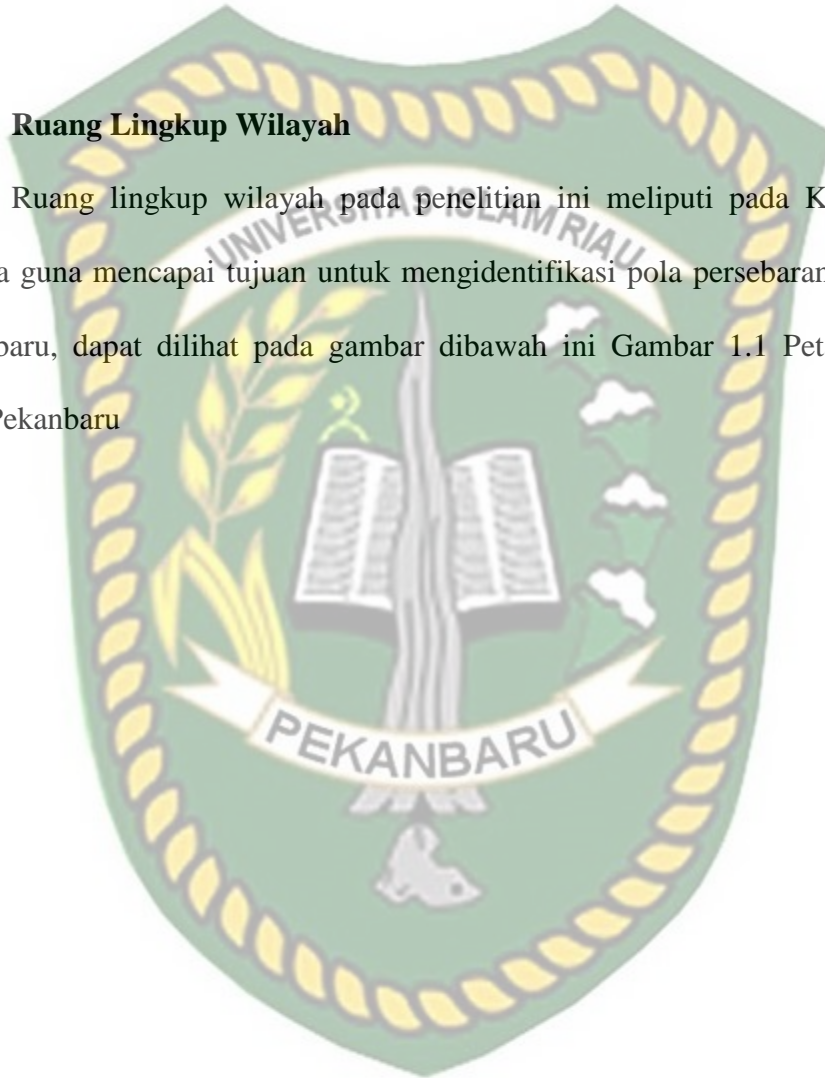 Ruang Lingkup Wilayah
Ruang lingkup wilayah pada penelitian ini meliputi pada K
UNIVERSITAS ISLAM RIAU
a guna mencapai tujuan untuk mengidentifikasi pola persebaran
baru, dapat dilihat pada gambar dibawah ini Gambar 1.1 Pet
Pekanbaru
PEKANBARU